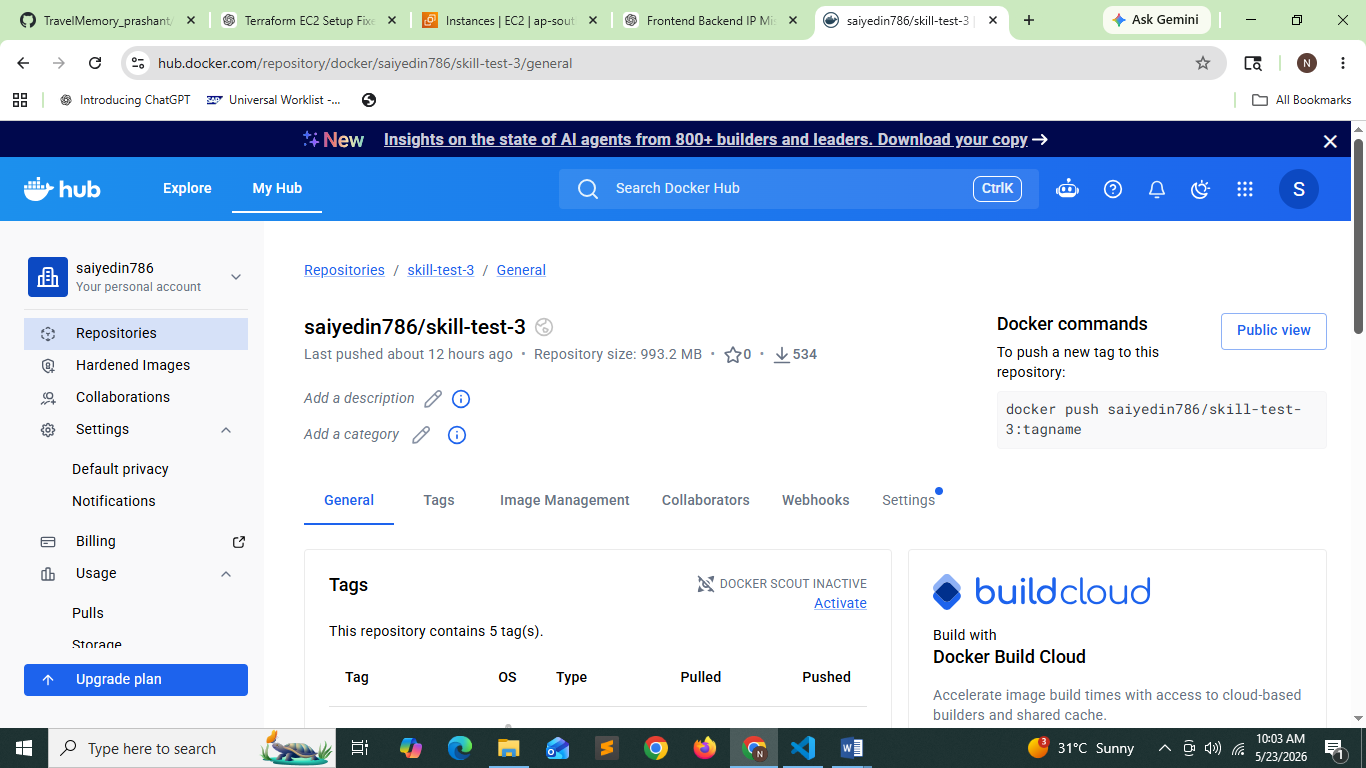 TravelMemory_prashant/
Terraform EC2 Setup Fixe
Instances | EC2 | ap-sout
Frontend Backend IP Mis
saiyedin786/skill-test-3 |
Ask Gemini
hub.docker.com/repository/docker/saiyedin786/skill-test-3/general
N
Introducing ChatGPT
Universal Worklist -...
All Bookmarks
New
Insights on the state of AI agents from 800+ builders and leaders. Download your copy →
hub
Explore
My Hub
Search Docker Hub
CtrlK
S
saiyedin786
Your personal account
Repositories
Hardened Images
Collaborations
Settings
Default privacy
Notifications
Billing
Usage
Pulls
Storage
Upgrade plan
Repositories / skill-test-3 / General
saiyedin786/skill-test-3
Last pushed about 12 hours ago • Repository size: 993.2 MB • 0 • 534
Add a description
Add a category
Docker commands
Public view
To push a new tag to this
repository:
docker push saiyedin786/skill-test-
3:tagname
General
Tags
Image Management
Collaborators
Webhooks
Settings
Tags
DOCKER SCOUT INACTIVE
Activate
This repository contains 5 tag(s).
Tag OS Type Pulled Pushed
buildcloud
Build with
Docker Build Cloud
Accelerate image build times with access to cloud-based
builders and shared cache.
Type here to search
3
31°C Sunny
10:03 AM
5/23/2026
1